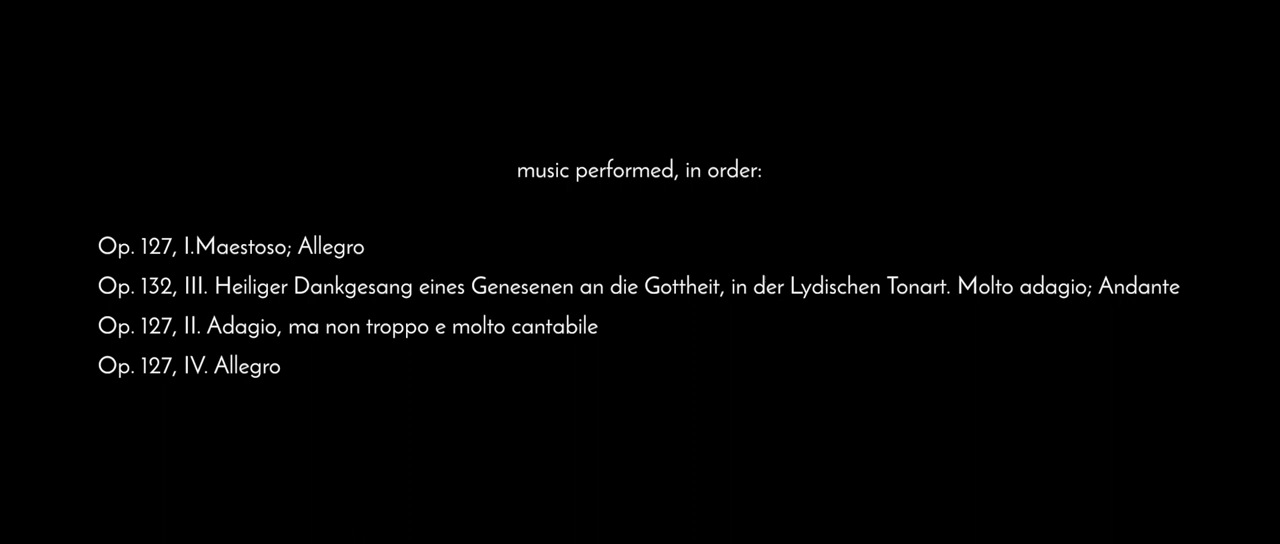 music performed, in order:
Op. 127, I.Maestoso; Allegro
Op. 132, III. Heiliger Dankgesang eines Genesenen an die Gottheit, in der Lydischen Tonart. Molto adagio; Andante
Op. 127, II. Adagio, ma non troppo e molto cantabile
Op. 127, IV. Allegro